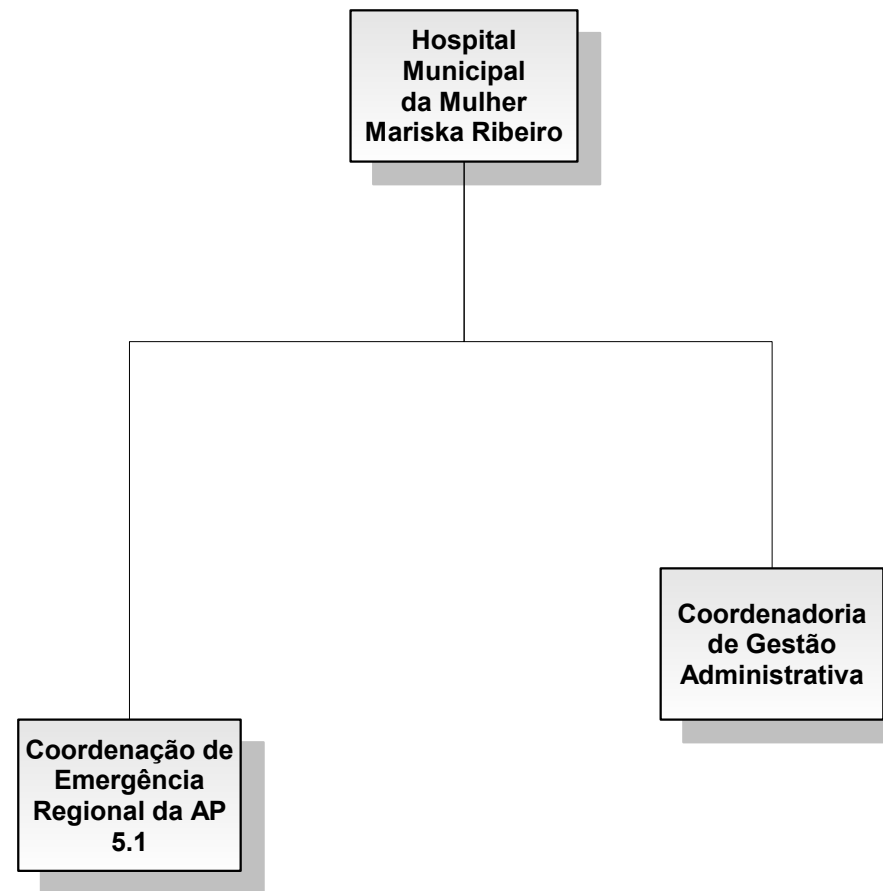 Hospital
Municipal
da Mulher
Mariska Ribeiro
Coordenadoria
de Gestão
Administrativa
Coordenação de
Emergência
Regional da AP
5.1